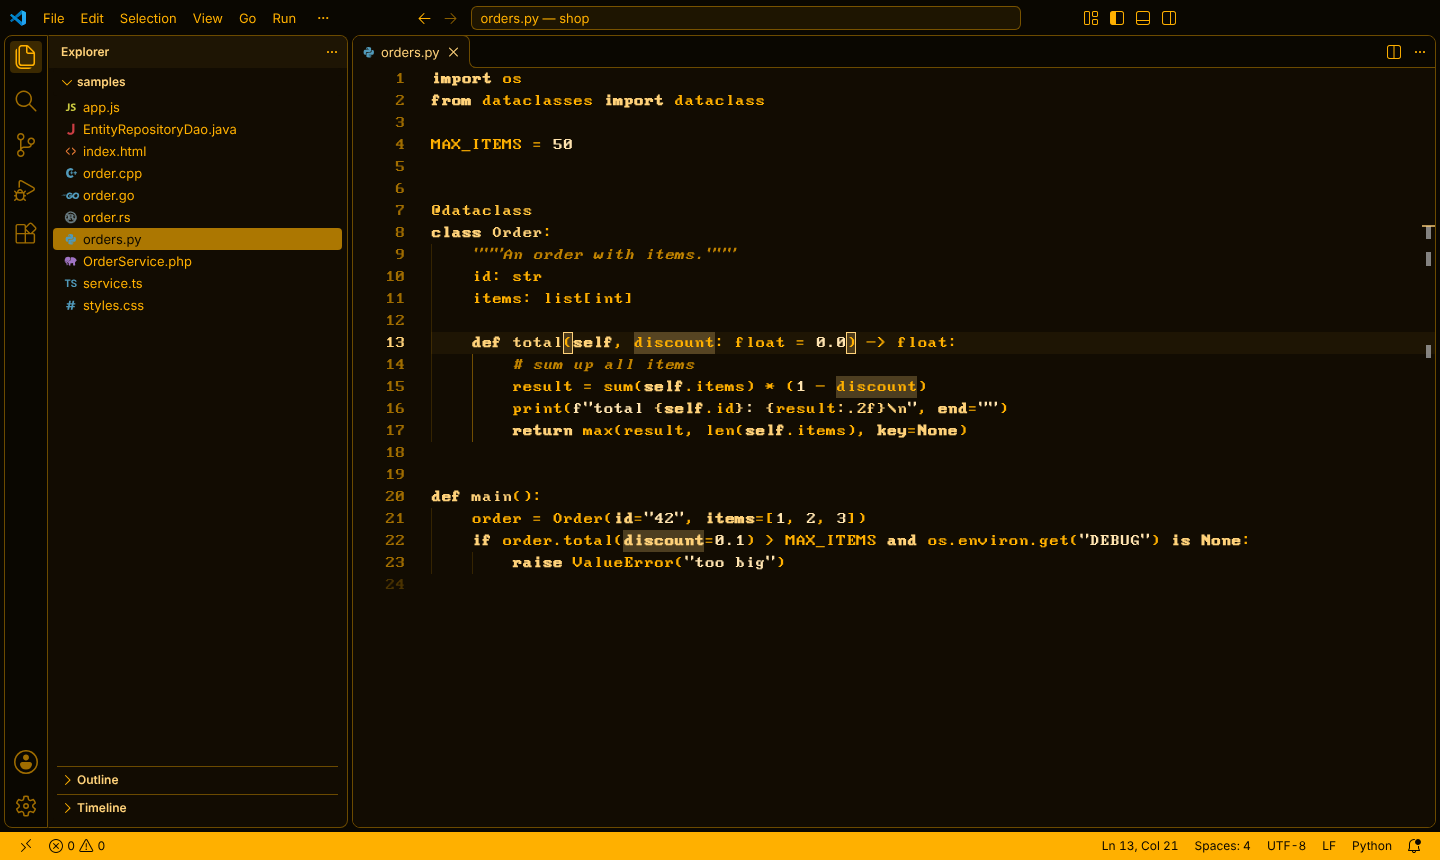 File Edit Selection View Go Run ···
orders.py — shop
Explorer
samples
JS app.js
J EntityRepositoryDao.java
<> index.html
C+ order.cpp
GO order.go
R order.rs
orders.py
OrderService.php
TS service.ts
# styles.css
Outline
Timeline
orders.py
1 import os
2 from dataclasses import dataclass
3
4 MAX_ITEMS = 50
5
6
7 @dataclass
8 class Order:
9 """An order with items."""
10 id: str
11 items: list[int]
12
13 def total(self, discount: float = 0.0) -> float:
14 # sum up all items
15 result = sum(self.items) * (1 - discount)
16 print(f"total {self.id}: {result:.2f}\n", end="")
17 return max(result, len(self.items), key=None)
18
19
20 def main():
21 order = Order(id="42", items=[1, 2, 3])
22 if order.total(discount=0.1) > MAX_ITEMS and os.environ.get("DEBUG") is None:
23 raise ValueError("too big")
24
0 0 Ln 13, Col 21 Spaces: 4 UTF-8 LF Python